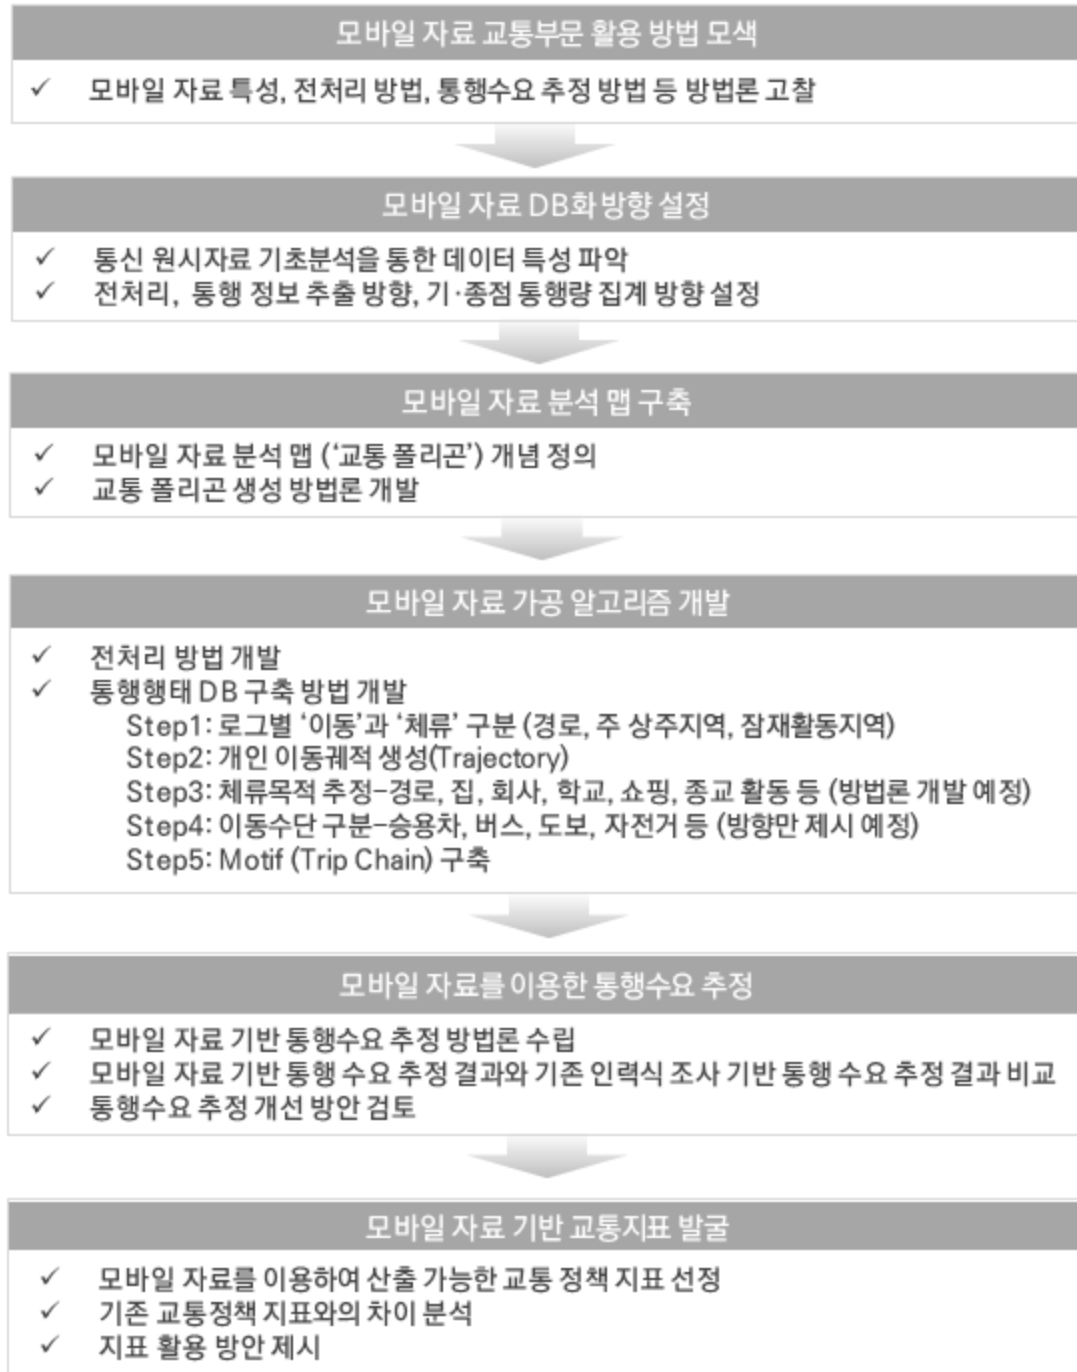 모바일 자료 교통부문 활용 방법 모색
✓ 모바일 자료 특성, 전처리 방법, 통행수요 추정 방법 등 방법론 고찰
모바일 자료 DB화 방향 설정
✓ 통신 원시자료 기초분석을 통한 데이터 특성 파악
✓ 전처리, 통행 정보 추출 방향, 기·종점 통행량 집계 방향 설정
모바일 자료 분석 맵 구축
✓ 모바일 자료 분석 맵 (‘교통 폴리곤’) 개념 정의
✓ 교통 폴리곤 생성 방법론 개발
모바일 자료 가공 알고리즘 개발
✓ 전처리 방법 개발
✓ 통행행태 DB 구축 방법 개발
Step1: 로그별 ‘이동’과 ‘체류’ 구분 (경로, 주 상주지역, 잠재활동지역)
Step2: 개인 이동궤적 생성(Trajectory)
Step3: 체류목적 추정-경로, 집, 회사, 학교, 쇼핑, 종교 활동 등 (방법론 개발 예정)
Step4: 이동수단 구분-승용차, 버스, 도보, 자전거 등 (방향만 제시 예정)
Step5: Motif (Trip Chain) 구축
모바일 자료를 이용한 통행수요 추정
✓ 모바일 자료 기반 통행수요 추정 방법론 수립
✓ 모바일 자료 기반 통행 수요 추정 결과와 기존 인력식 조사 기반 통행 수요 추정 결과 비교
✓ 통행수요 추정 개선 방안 검토
모바일 자료 기반 교통지표 발굴
✓ 모바일 자료를 이용하여 산출 가능한 교통 정책 지표 선정
✓ 기존 교통정책 지표와의 차이 분석
✓ 지표 활용 방안 제시